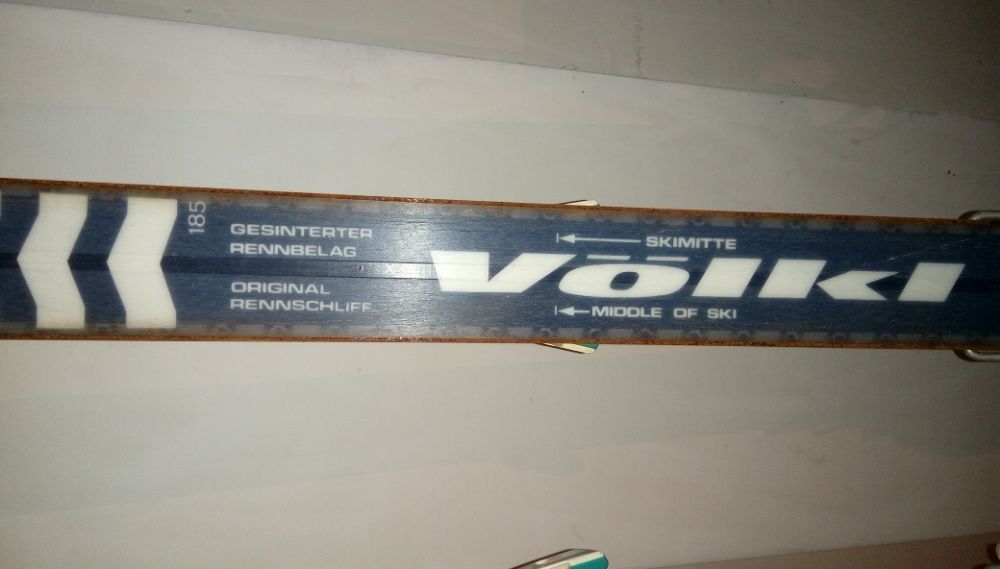 185
GESINTERTER
RENNBELAG
ORIGINAL
RENNSCHLIFF
SKIMITTE
Völkl
MIDDLE OF SKI